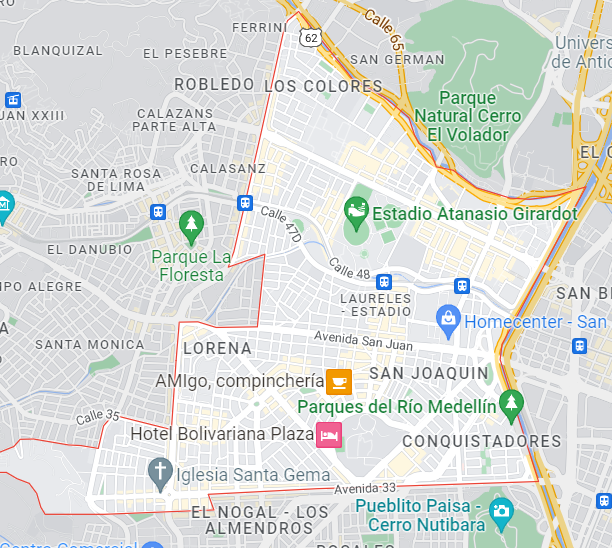 FERRINI
62
Calle 65
BLANQUIZAL
EL PESEBRE
SAN GERMAN
Univers
de Antio
ROBLEDO
LOS COLORES
UAN XXIII
CALAZANS
PARTE ALTA
Parque
Natural Cerro
El Volador
EL C
SANTA ROSA
DE LIMA
CALASANZ
Calle 47D
Estadio Atanasio Girardot
EL DANUBIO
Parque La
Floresta
Calle 48
MPO ALEGRE
LAURELES
- ESTADIO
SAN BE
Homecenter - San
SANTA MONICA
LORENA
Avenida San Juan
AMIgo, compinchería
SAN JOAQUIN
Parques del Río Medellín
Calle 35
Hotel Bolivariana Plaza
CONQUISTADORES
Iglesia Santa Gema
Avenida 33
EL NOGAL - LOS
ALMENDROS
Pueblito Paisa -
Cerro Nutibara